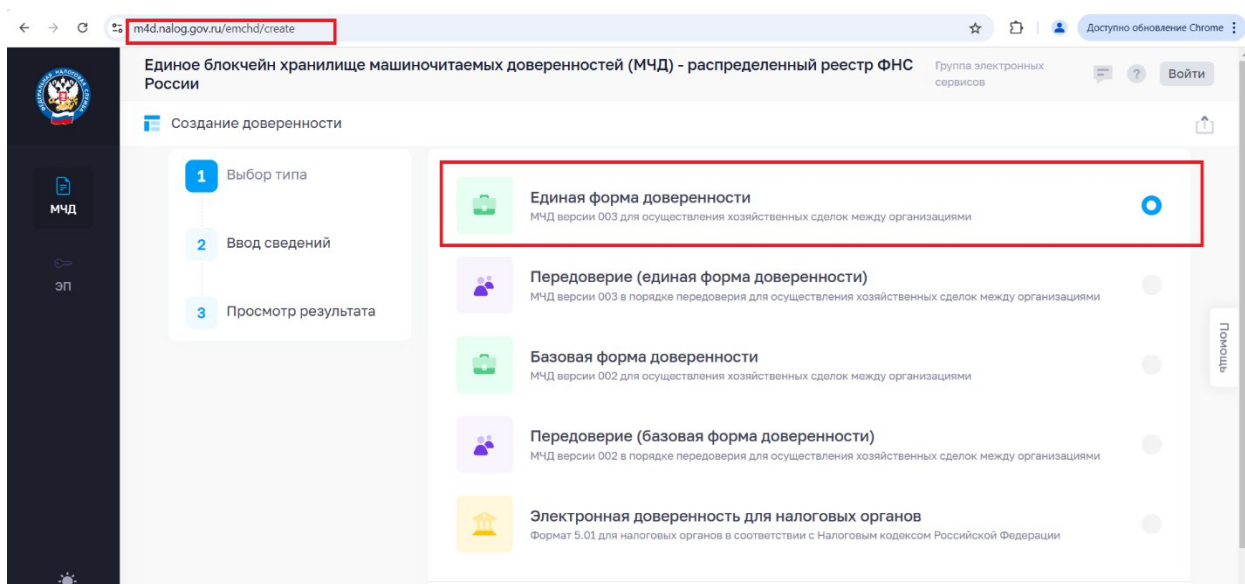 m4d.nalog.gov.ru/emchd/create
Доступно обновление Chrome
Единое блокчейн хранилище машиночитаемых доверенностей (МЧД) - распределенный реестр ФНС
России
Группа электронных
сервисов
?
Войти
Создание доверенности
МЧД
ЭП
1 Выбор типа
2 Ввод сведений
3 Просмотр результата
Единая форма доверенности
МЧД версии 003 для осуществления хозяйственных сделок между организациями
Передоверие (единая форма доверенности)
МЧД версии 003 в порядке передоверия для осуществления хозяйственных сделок между организациями
Базовая форма доверенности
МЧД версии 002 для осуществления хозяйственных сделок между организациями
Передоверие (базовая форма доверенности)
МЧД версии 002 в порядке передоверия для осуществления хозяйственных сделок между организациями
Электронная доверенность для налоговых органов
Формат 5.01 для налоговых органов в соответствии с Налоговым кодексом Российской Федерации
Помощь